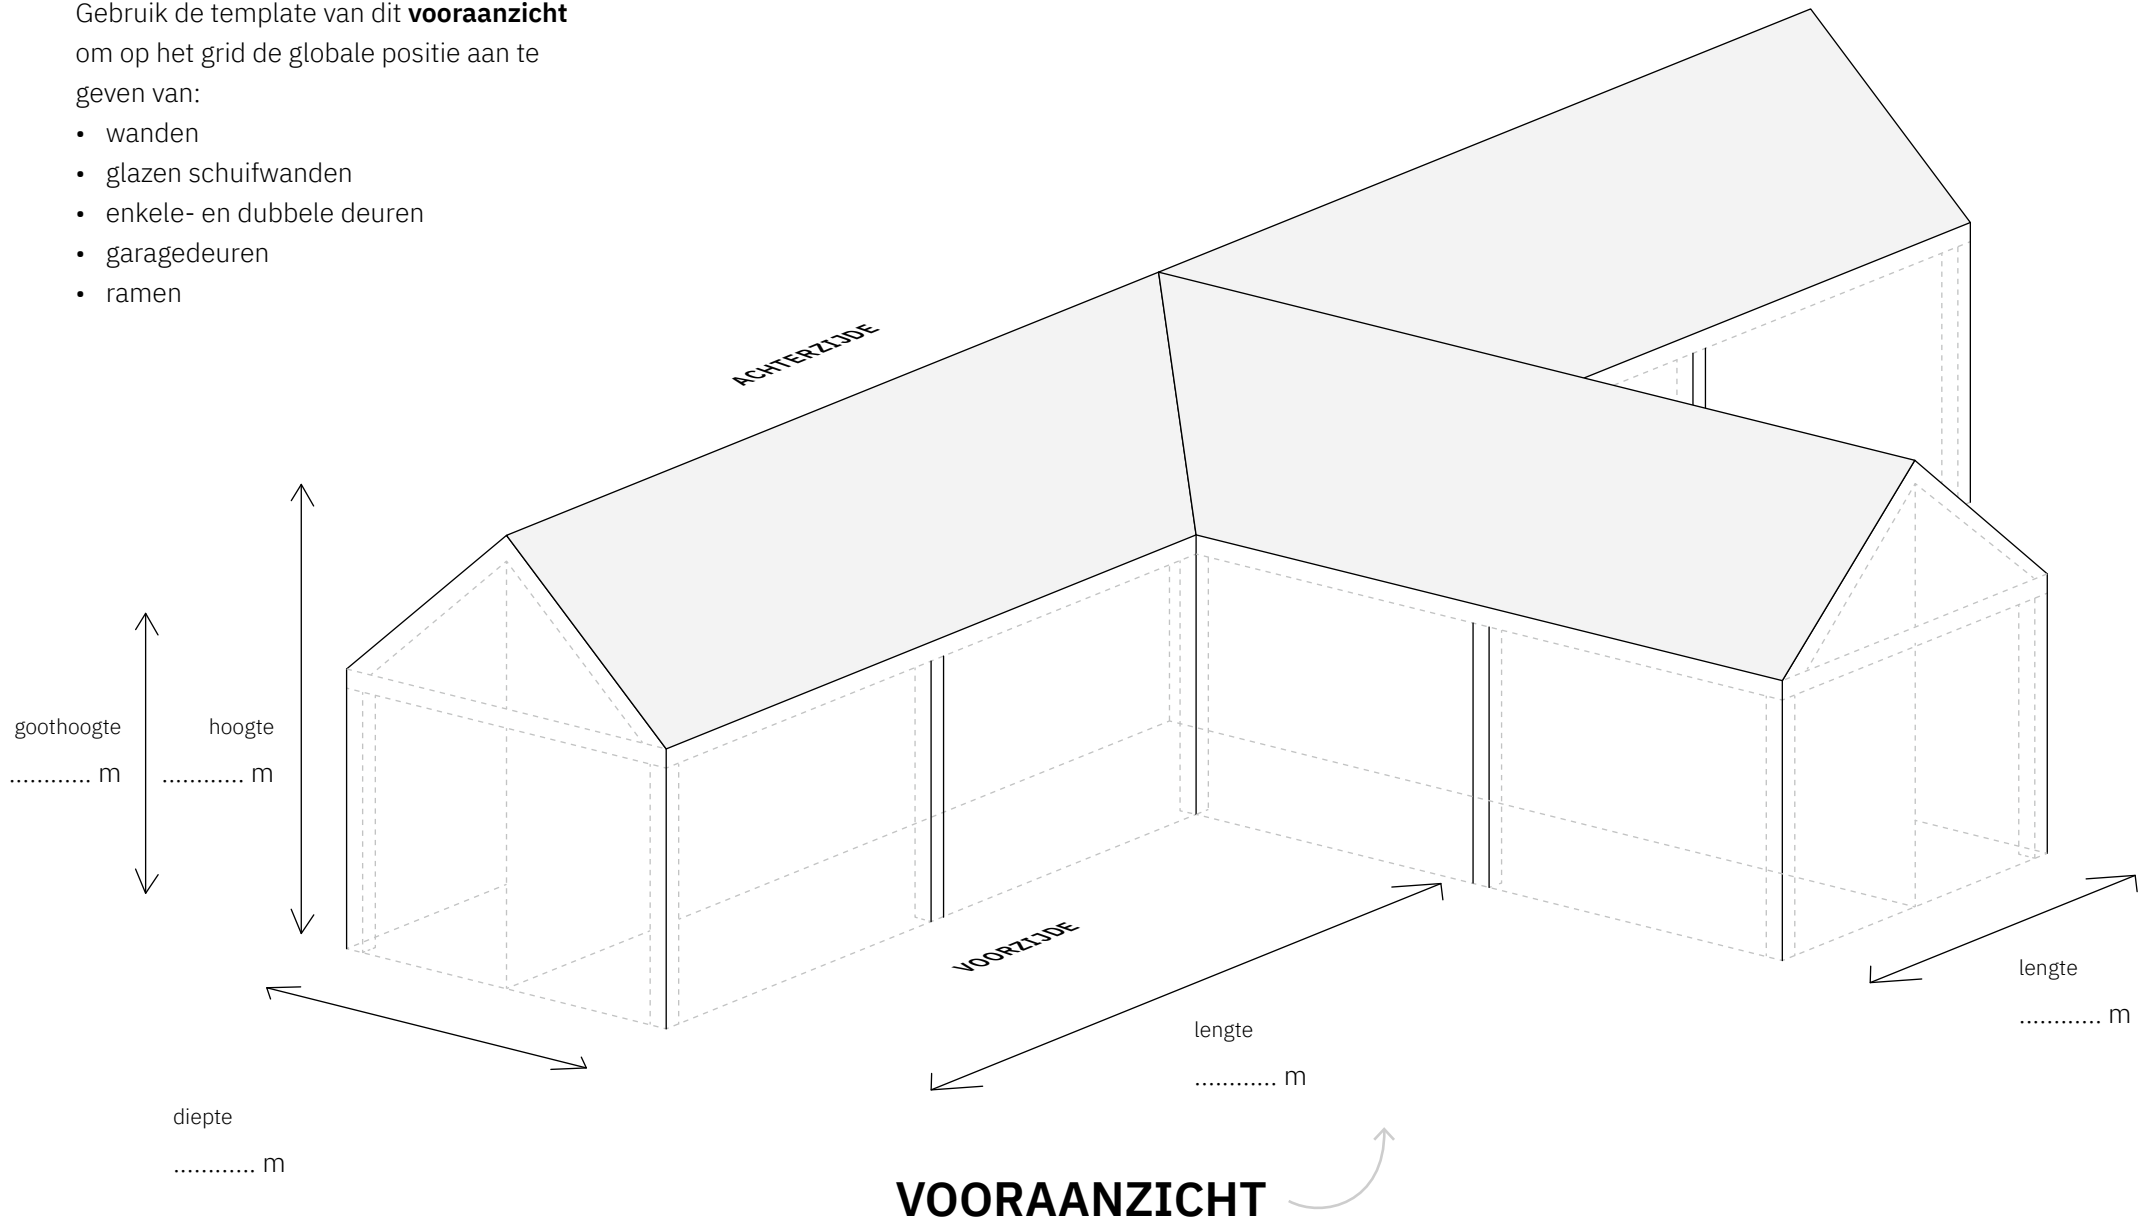 Gebruik de template van dit vooraanzicht
om op het grid de globale positie aan te
geven van:
• wanden
• glazen schuifwanden
• enkele- en dubbele deuren
• garagedeuren
• ramen
ACHTERZIJDE
goothoogte
............ m
hoogte
............ m
VOORZIJDE
lengte
............ m
lengte
............ m
diepte
............ m
VOORAANZICHT